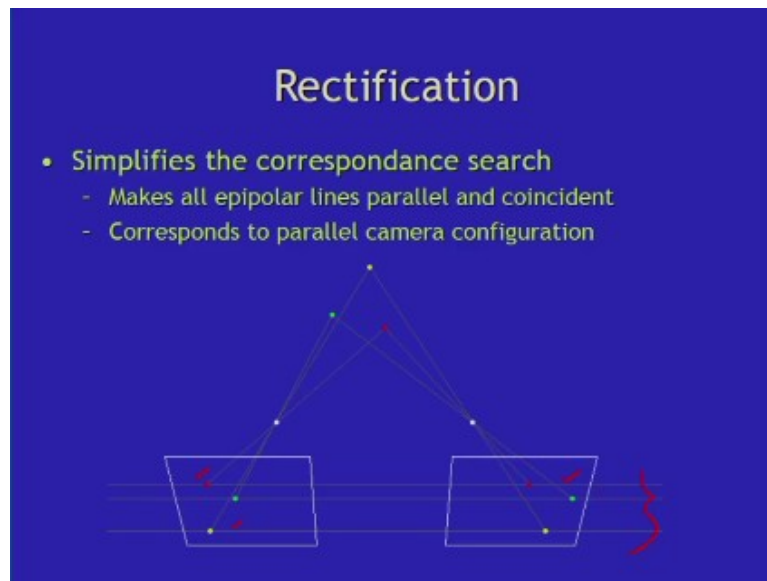 Rectification
• Simplifies the correspondance search
- Makes all epipolar lines parallel and coincident
- Corresponds to parallel camera configuration